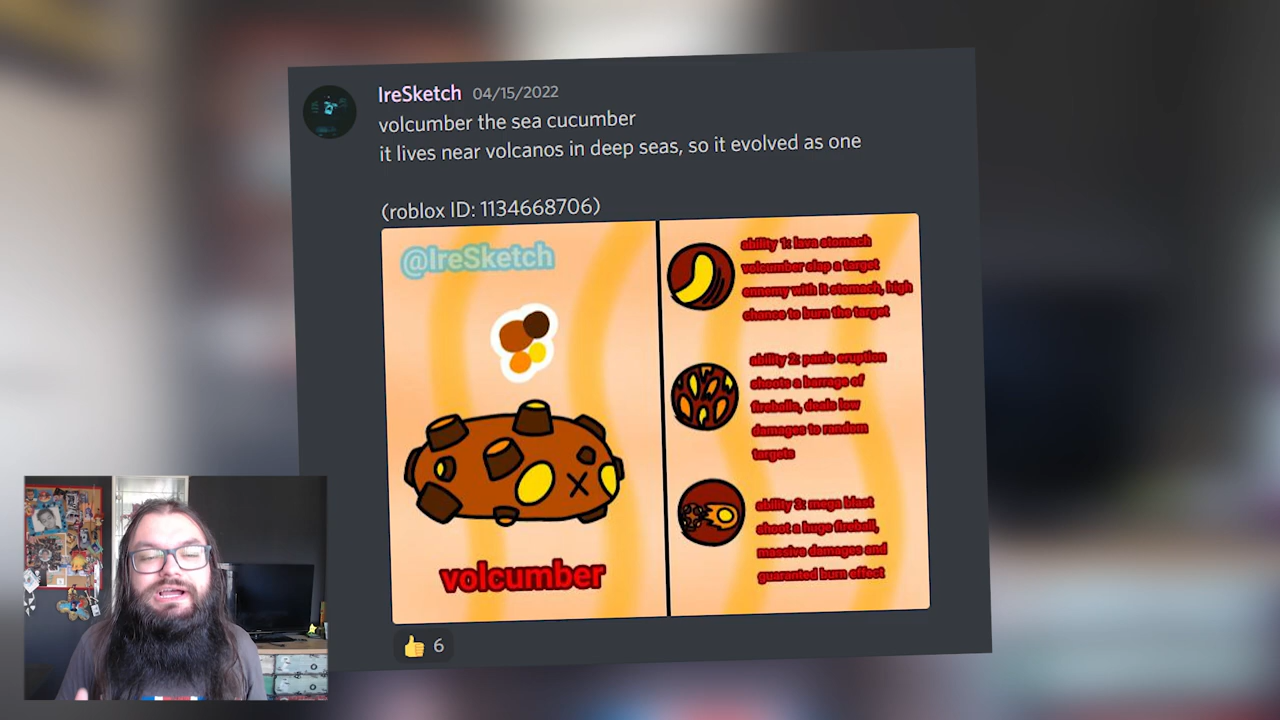 IreSketch 04/15/2022
volcumber the sea cucumber
it lives near volcanos in deep seas, so it evolved as one
(roblox ID: 1134668706)
@IreSketch
volcumber
ability 1: lava stomach
volcumber slap a target
ennemy with it stomach, high
chance to burn the target
ability 2: panic eruption
shoots a barrage of
fireballs, deals low
damages to random
targets
ability 3: mega blast
shoot a huge fireball,
massive damages and
guaranted burn effect
6